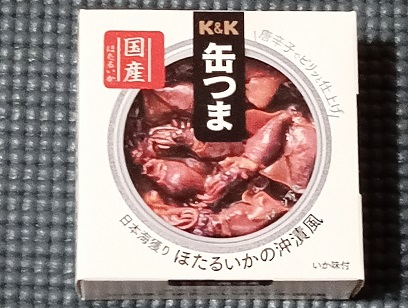 K&K
缶つま
国産
ほたるいか
唐辛子でピリッと仕上げ
日本海獲り
ほたるいかの沖漬風
いか味付